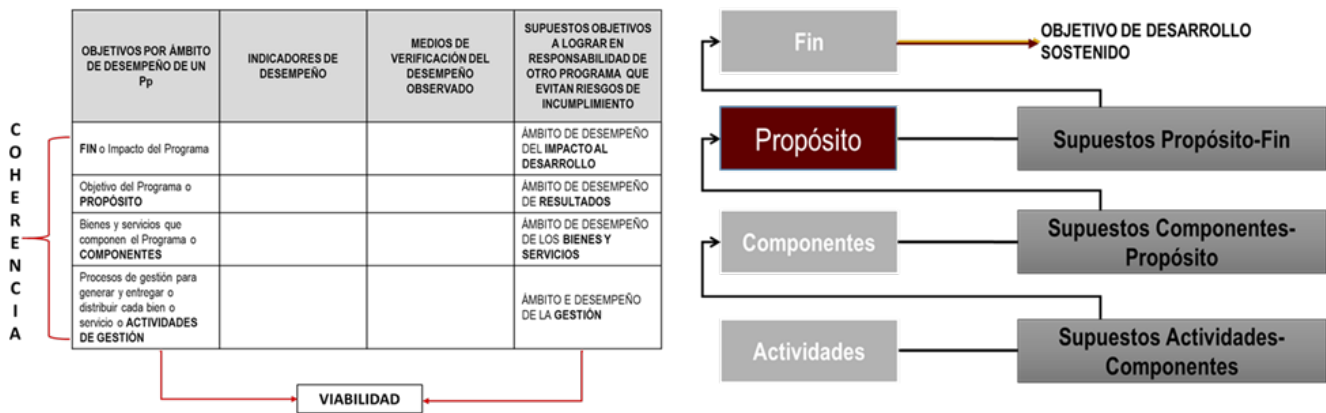 OBJETIVOS POR ÁMBITO
DE DESEMPEÑO DE UN
Pp
INDICADORES DE
DESEMPEÑO
MEDIOS DE
VERIFICACIÓN DEL
DESEMPEÑO
OBSERVADO
SUPUESTOS OBJETIVOS
A LOGRAR EN
RESPONSABILIDAD DE
OTRO PROGRAMA QUE
EVITAN RIESGOS DE
INCUMPLIMIENTO
COHERENCIA
FIN o Impacto del Programa
ÁMBITO DE DESEMPEÑO
DEL IMPACTO AL
DESARROLLO
Objetivo del Programa o
PROPÓSITO
ÁMBITO DE DESEMPEÑO
DE RESULTADOS
Bienes y servicios que
componen el Programa o
COMPONENTES
ÁMBITO DE DESEMPEÑO
DE LOS BIENES Y
SERVICIOS
Procesos de gestión para
generar y entregar o
distribuir cada bien o
servicio o ACTIVIDADES
DE GESTIÓN
ÁMBITO E DESEMPEÑO
DE LA GESTIÓN
VIABILIDAD
Fin
OBJETIVO DE DESARROLLO
SOSTENIDO
Propósito
Supuestos Propósito-Fin
Componentes
Supuestos Componentes-
Propósito
Actividades
Supuestos Actividades-
Componentes